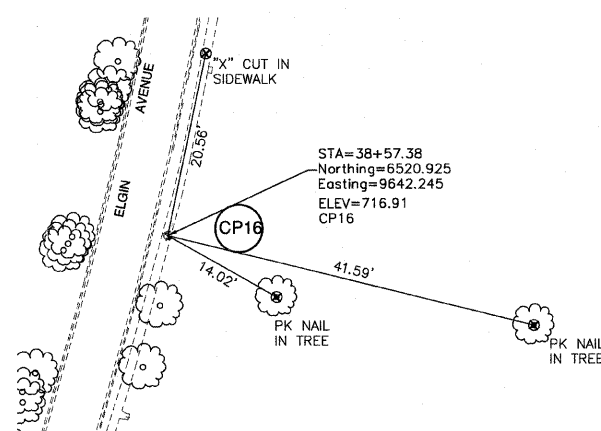 "X" CUT IN
SIDEWALK
AVENUE
20.56'
STA=38+57.38
Northing=6520.925
Easting=9642.245
ELEV=716.91
CP16
ELGIN
CP16
14.02'
41.59'
PK NAIL
IN TREE
PK NAIL
IN TREE